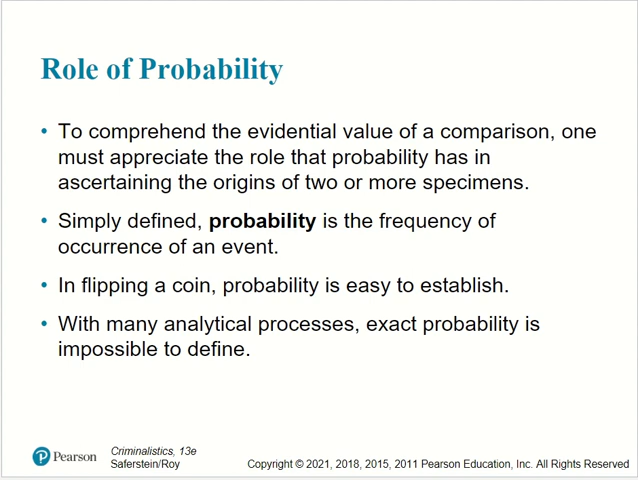 Role of Probability
• To comprehend the evidential value of a comparison, one
must appreciate the role that probability has in
ascertaining the origins of two or more specimens.
• Simply defined, probability is the frequency of
occurrence of an event.
• In flipping a coin, probability is easy to establish.
• With many analytical processes, exact probability is
impossible to define.
P Pearson
Criminalistics, 13e
Saferstein/Roy
Copyright © 2021, 2018, 2015, 2011 Pearson Education, Inc. All Rights Reserved